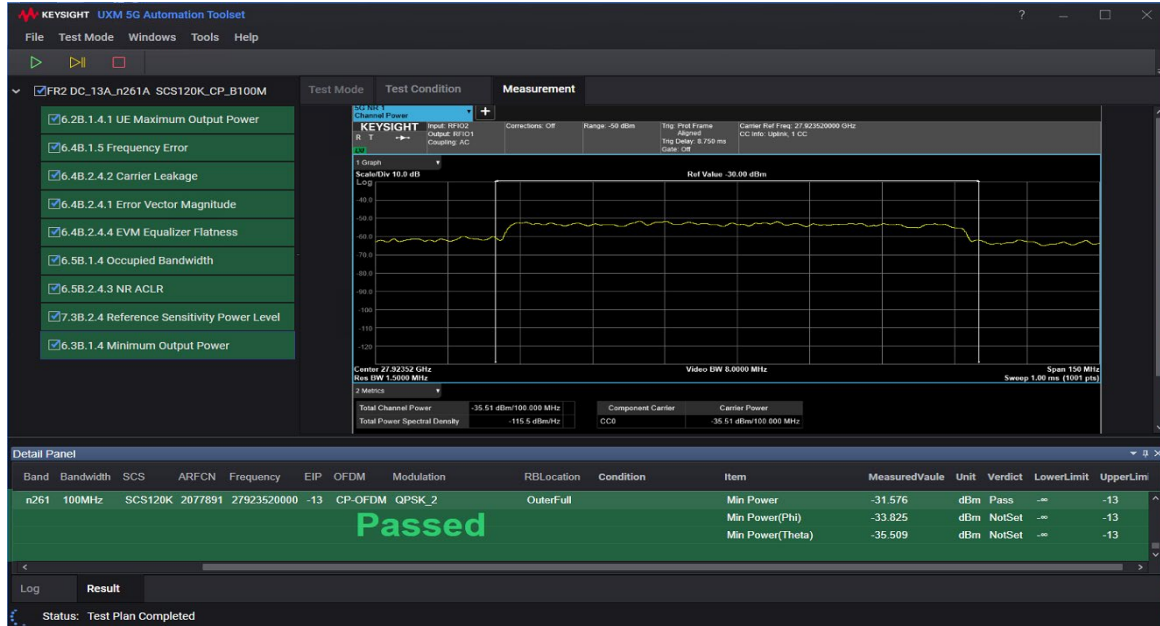 KEYSIGHT UXM 5G Automation Toolset
File Test Mode Windows Tools Help
FR2 DC_13A_n261A SCS120K_CP_B100M
6.2B.1.4.1 UE Maximum Output Power
6.4B.1.5 Frequency Error
6.4B.2.4.2 Carrier Leakage
6.4B.2.4.1 Error Vector Magnitude
6.4B.2.4.4 EVM Equalizer Flatness
6.5B.1.4 Occupied Bandwidth
6.5B.2.4.3 NR ACLR
7.3B.2.4 Reference Sensitivity Power Level
6.3B.1.4 Minimum Output Power
Test Mode Test Condition Measurement
5G NR 1
Channel Power
KEYSIGHT Input: RFIO2 Corrections: Off Range: -50 dBm Trig: Prot Frame Carrier Ref Freq: 27.923520000 GHz
R T Output: RFIO1 Aligned CC Info: Uplink, 1 CC
Coupling: AC Trig Delay: 8.750 ms
Gate: Off
1 Graph
Scale/Div 10.0 dB Ref Value -30.00 dBm
Log
-40.0
-50.0
-60.0
-70.0
-80.0
-90.0
-100
-110
-120
Center 27.92352 GHz Video BW 8.0000 MHz Span 150 MHz
Res BW 1.5000 MHz Sweep 1.00 ms (1001 pts)
2 Metrics
Total Channel Power -35.51 dBm/100.000 MHz Component Carrier Carrier Power
Total Power Spectral Density -115.5 dBm/Hz CC0 -35.51 dBm/100.000 MHz
Detail Panel
Band Bandwidth SCS ARFCN Frequency EIP OFDM Modulation RBLocation Condition Item MeasuredVaule Unit Verdict LowerLimit UpperLimi
n261 100MHz SCS120K 2077891 27923520000 -13 CP-OFDM QPSK_2 OuterFull Min Power -31.576 dBm Pass -∞ -13
Passed
Min Power(Phi) -33.825 dBm NotSet -∞ -13
Min Power(Theta) -35.509 dBm NotSet -∞ -13
Log Result
Status: Test Plan Completed